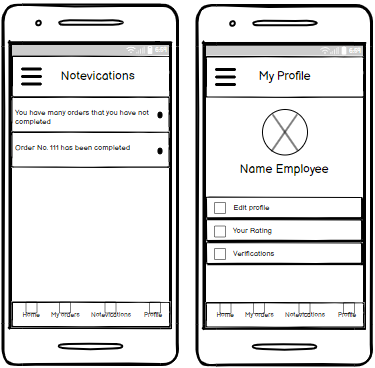 Notevications
You have many orders that you have not
completed
Order No. 111 has been completed
Home My orders Notevications Profile
My Profile
Name Employee
Edit profile
Your Rating
Verifications
Home My orders Notevications Profile